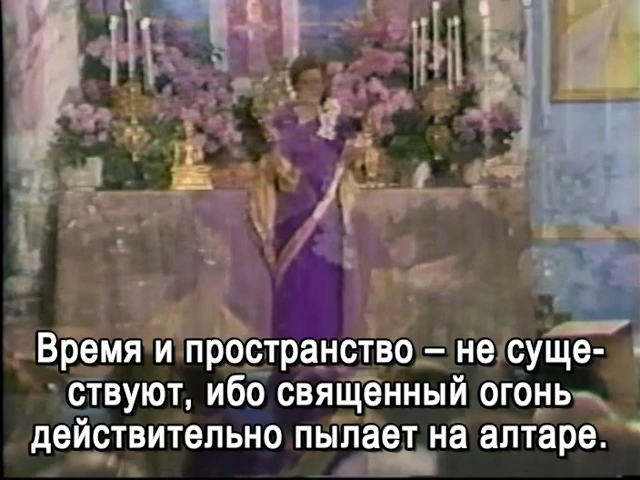 Время и пространство – не суще-
ствуют, ибо священный огонь
действительно пылает на алтаре.